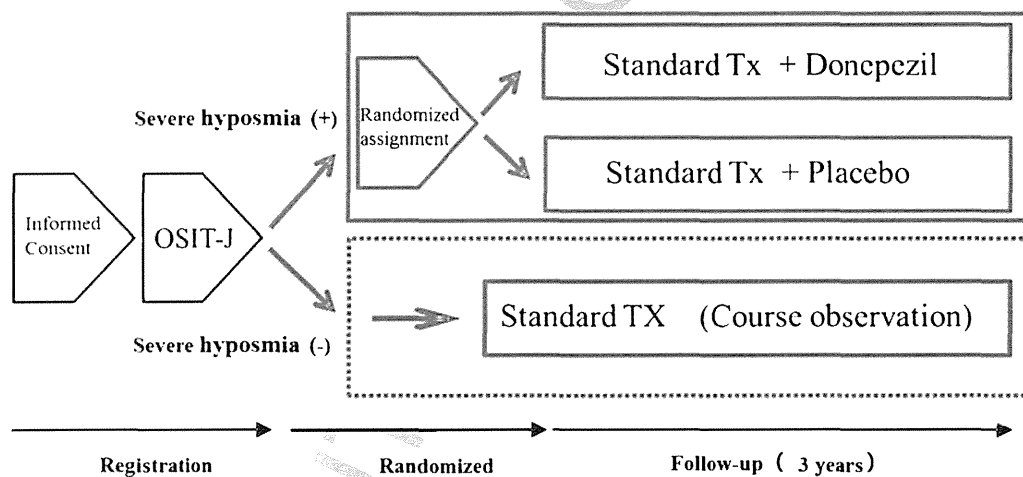 Standard Tx + Donepezil
Severe hyposmia (+)
Randomized
assignment
Standard Tx + Placebo
Informed
Consent
OSIT-J
Standard TX (Course observation)
Severe hyposmia (-)
Registration
Randomized
Follow-up ( 3 years )